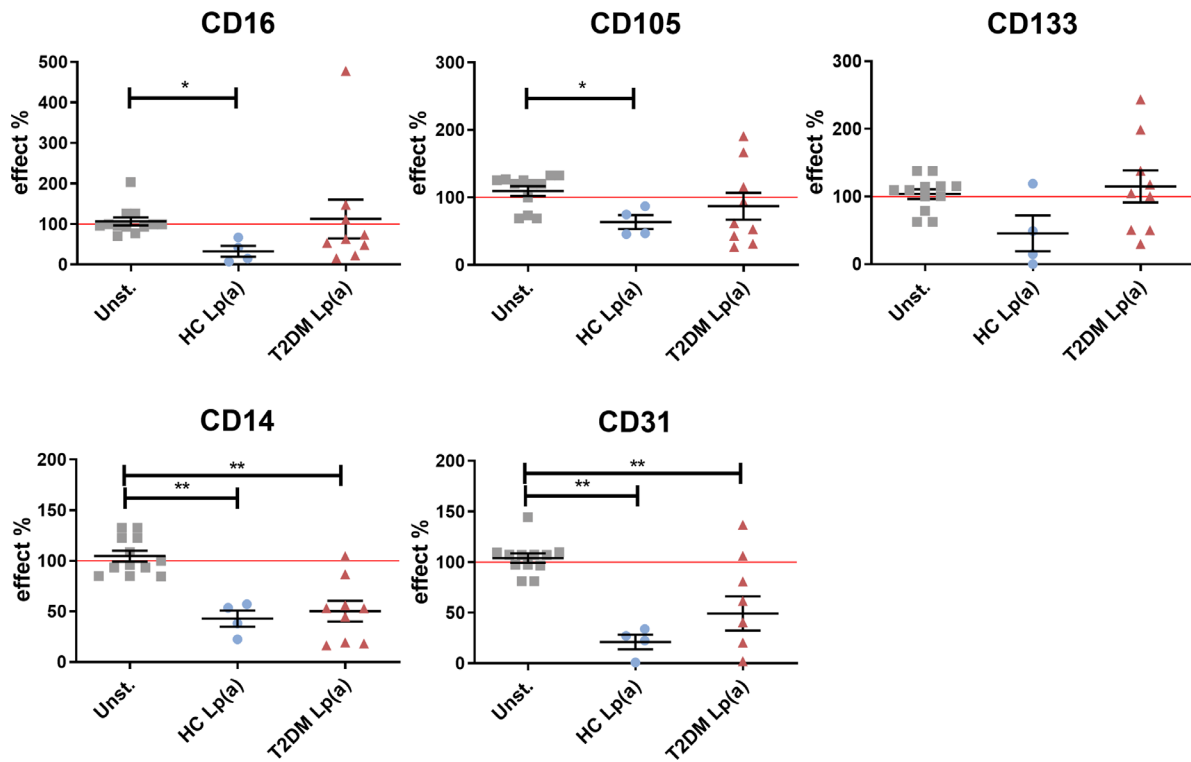 CD16
500
400
300
200
100
0
effect %
*
Unst.
HC Lp(a)
T2DM Lp(a)
CD105
300
200
100
0
effect %
*
Unst.
HC Lp(a)
T2DM Lp(a)
CD133
300
200
100
0
effect %
Unst.
HC Lp(a)
T2DM Lp(a)
CD14
200
150
100
50
0
effect %
**
**
Unst.
HC Lp(a)
T2DM Lp(a)
CD31
200
150
100
50
0
effect %
**
**
Unst.
HC Lp(a)
T2DM Lp(a)